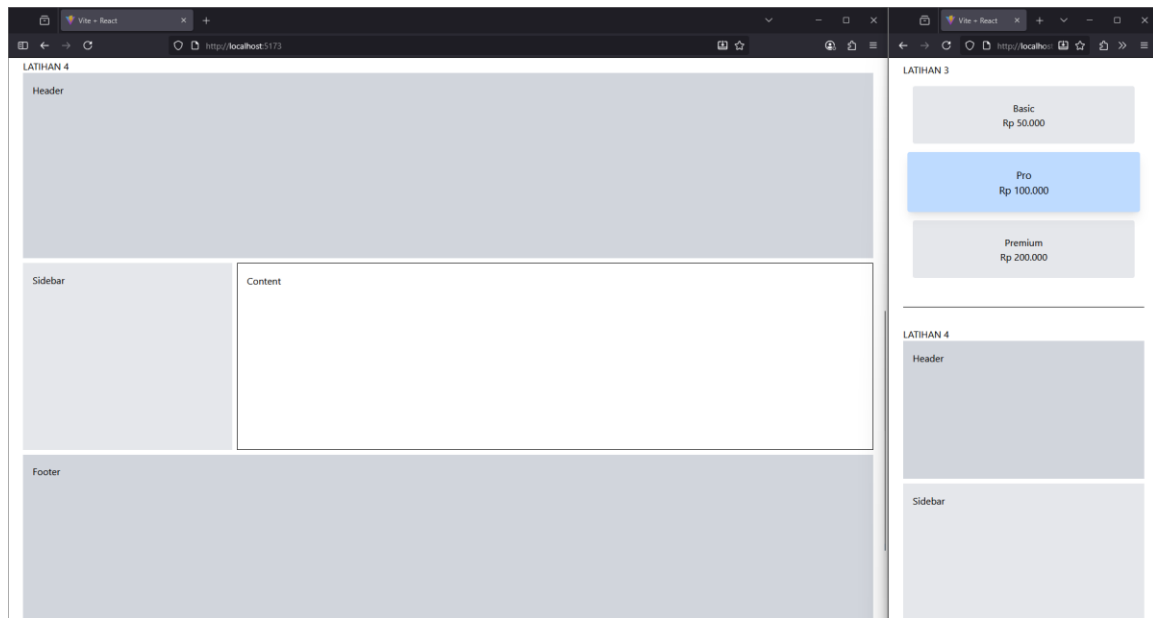 Vite + React
http://localhost:5173
LATIHAN 4
Header
Sidebar
Content
Footer
Vite + React
http://localhost
LATIHAN 3
Basic
Rp 50.000
Pro
Rp 100.000
Premium
Rp 200.000
LATIHAN 4
Header
Sidebar